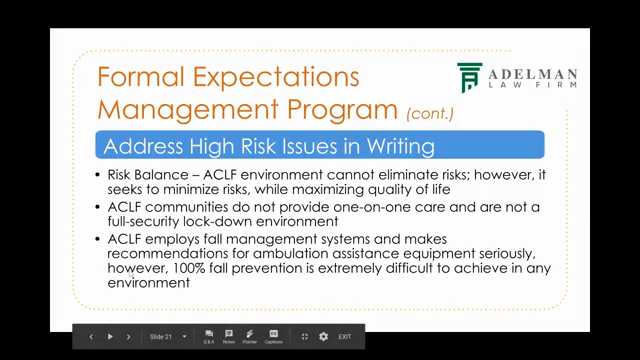 Formal Expectations
Management Program (cont.)
ADELMAN
LAW FIRM
Address High Risk Issues in Writing
• Risk Balance – ACLF environment cannot eliminate risks; however, it
seeks to minimize risks, while maximizing quality of life
• ACLF communities do not provide one-on-one care and are not a
full-security lock-down environment
• ACLF employs fall management systems and makes
recommendations for ambulation assistance equipment seriously,
however, 100% fall prevention is extremely difficult to achieve in any
environment
Slide 21
Q & A
Notes
Pointer
Captions
EXIT